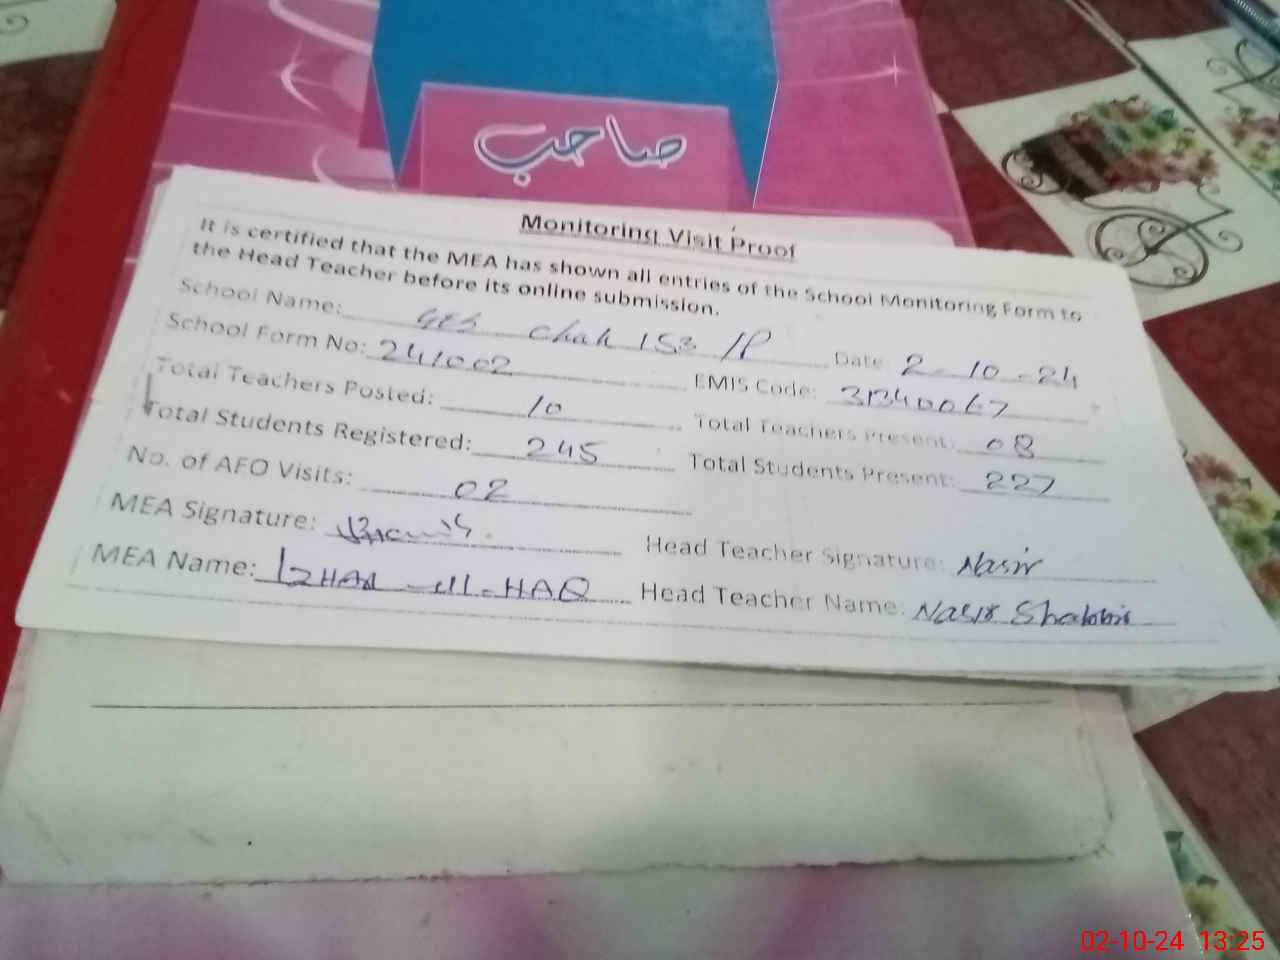 صاحب
Monitoring Visit Proof
It is certified that the MEA has shown all entries of the School Monitoring Form to
the Head Teacher before its online submission.
School Name: GES Chak 153 /P Date 2-10-24
School Form No: 241002 EMIS Code: 31340067
Total Teachers Posted: 10 Total Teachers Present: 08
Total Students Registered: 245 Total Students Present: 227
No. of AEO Visits: 02
MEA Signature: Head Teacher Signature: Nasir
MEA Name: IZHAR-ul-HAQ Head Teacher Name: Nasir Shabbir
02-10-24 13:25